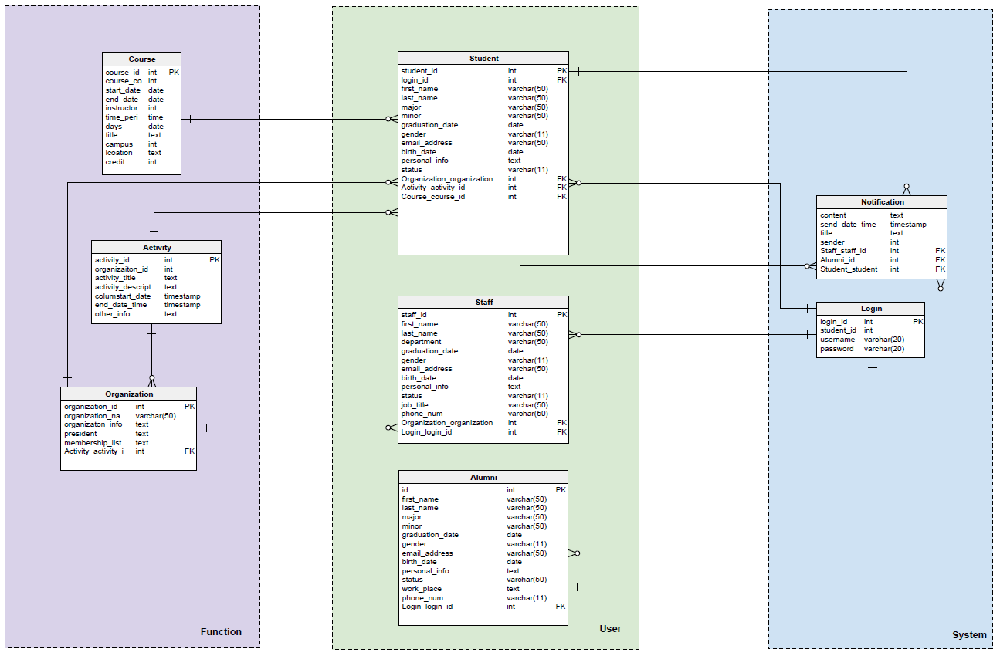 Course
course_id int PK
course_co int
start_date date
end_date date
instructor int
time_peri time
days date
title text
campus int
lcoation text
credit int
Activity
activity_id int PK
organizaiton_id int
activity_title text
activity_descript text
columstart_date timestamp
end_date_time timestamp
other_info text
Organization
organization_id int PK
organization_na varchar(50)
organizaton_info text
president text
membership_list text
Activity_activity_i int FK
Function
Student
student_id int PK
login_id int FK
first_name varchar(50)
last_name varchar(50)
major varchar(50)
minor varchar(50)
graduation_date date
gender varchar(11)
email_address varchar(50)
birth_date date
personal_info text
status varchar(11)
Organization_organization int FK
Activity_activity_id int FK
Course_course_id int FK
Staff
staff_id int PK
first_name varchar(50)
last_name varchar(50)
department varchar(50)
graduation_date date
gender varchar(11)
email_address varchar(50)
birth_date date
personal_info text
status varchar(11)
job_title varchar(50)
phone_num varchar(50)
Organization_organization int FK
Login_login_id int FK
Alumni
id int PK
first_name varchar(50)
last_name varchar(50)
major varchar(50)
minor varchar(50)
graduation_date date
gender varchar(11)
email_address varchar(50)
birth_date date
personal_info text
status varchar(50)
work_place text
phone_num varchar(11)
Login_login_id int FK
User
Notification
content text
send_date_time timestamp
title text
sender int
Staff_staff_id int FK
Alumni_id int FK
Student_student int FK
Login
login_id int PK
student_id int
username varchar(20)
password varchar(20)
System